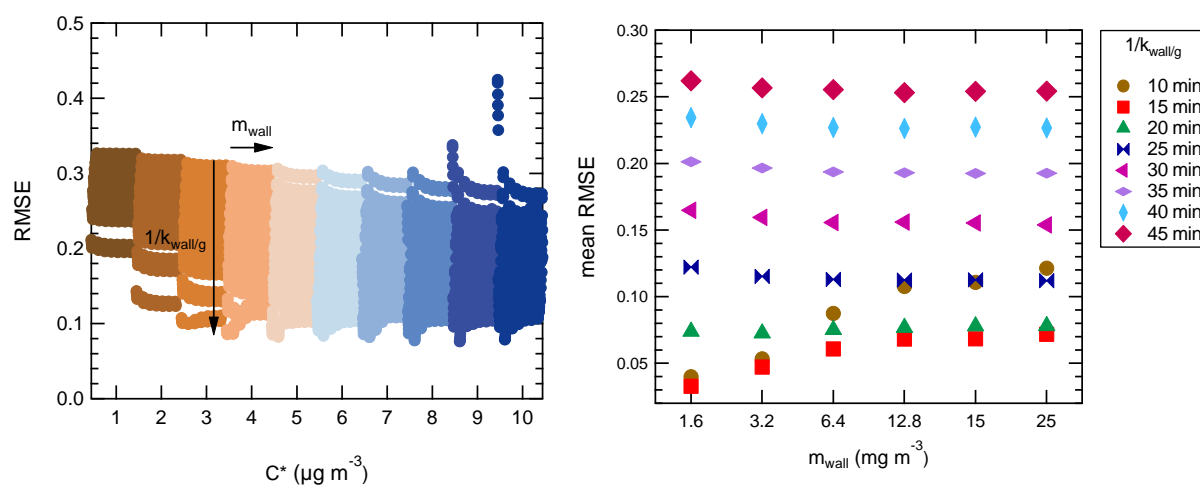 0.5
0.4
0.3
0.2
0.1
0.0
RMSE
m_wall
1/k_wall/g
1 2 3 4 5 6 7 8 9 10
C* (µg m⁻³)
0.30
0.25
0.20
0.15
0.10
0.05
mean RMSE
1.6 3.2 6.4 12.8 15 25
m_wall (mg m⁻³)
1/k_wall/g
10 min
15 min
20 min
25 min
30 min
35 min
40 min
45 min